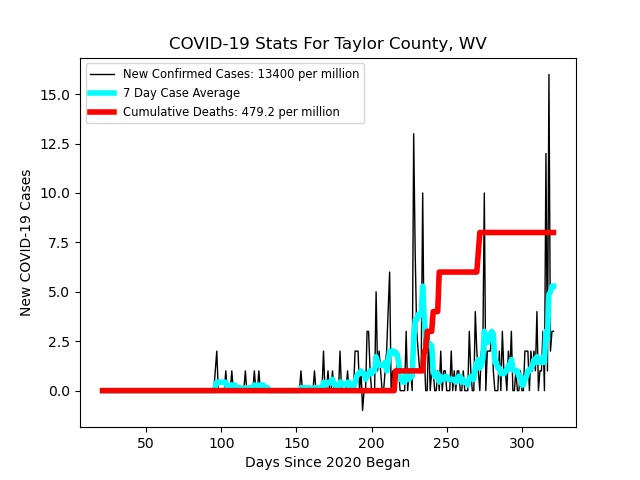 COVID-19 Stats For Taylor County, WV
New Confirmed Cases: 13400 per million
7 Day Case Average
Cumulative Deaths: 479.2 per million
New COVID-19 Cases
15.0
12.5
10.0
7.5
5.0
2.5
0.0
50 100 150 200 250 300
Days Since 2020 Began